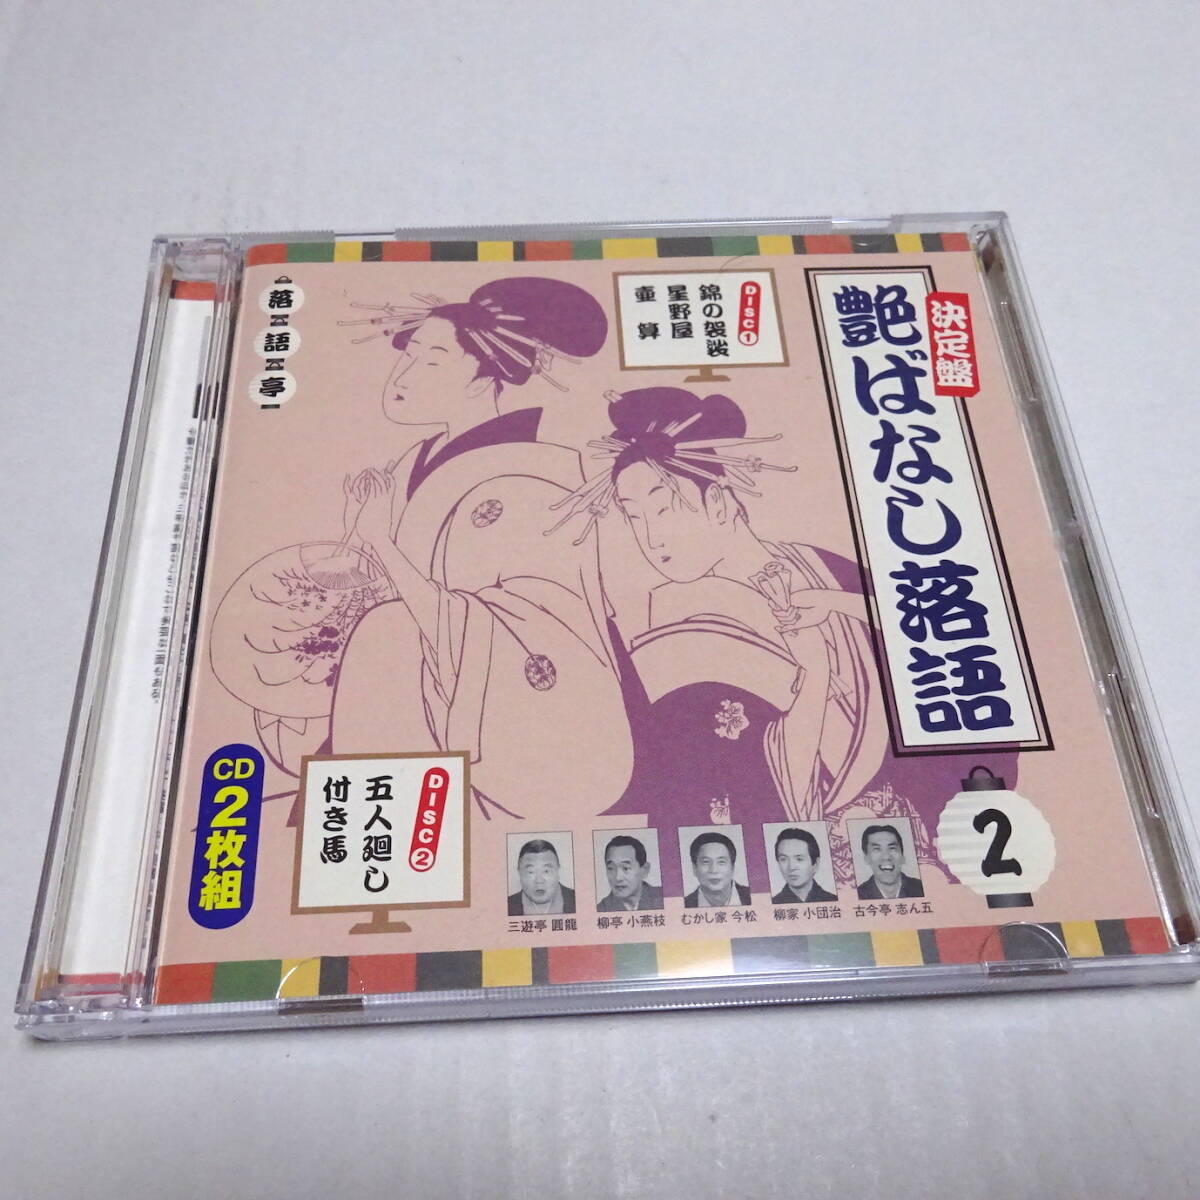 決定盤
艶ばなし落語
2
DISC1
錦の袈裟
星野屋
壷算
落語亭
CD2枚組
DISC2
五人廻し
付き馬
三遊亭 圓龍
柳亭 小燕枝
むかし家 今松
柳家 小団治
古今亭 志ん五